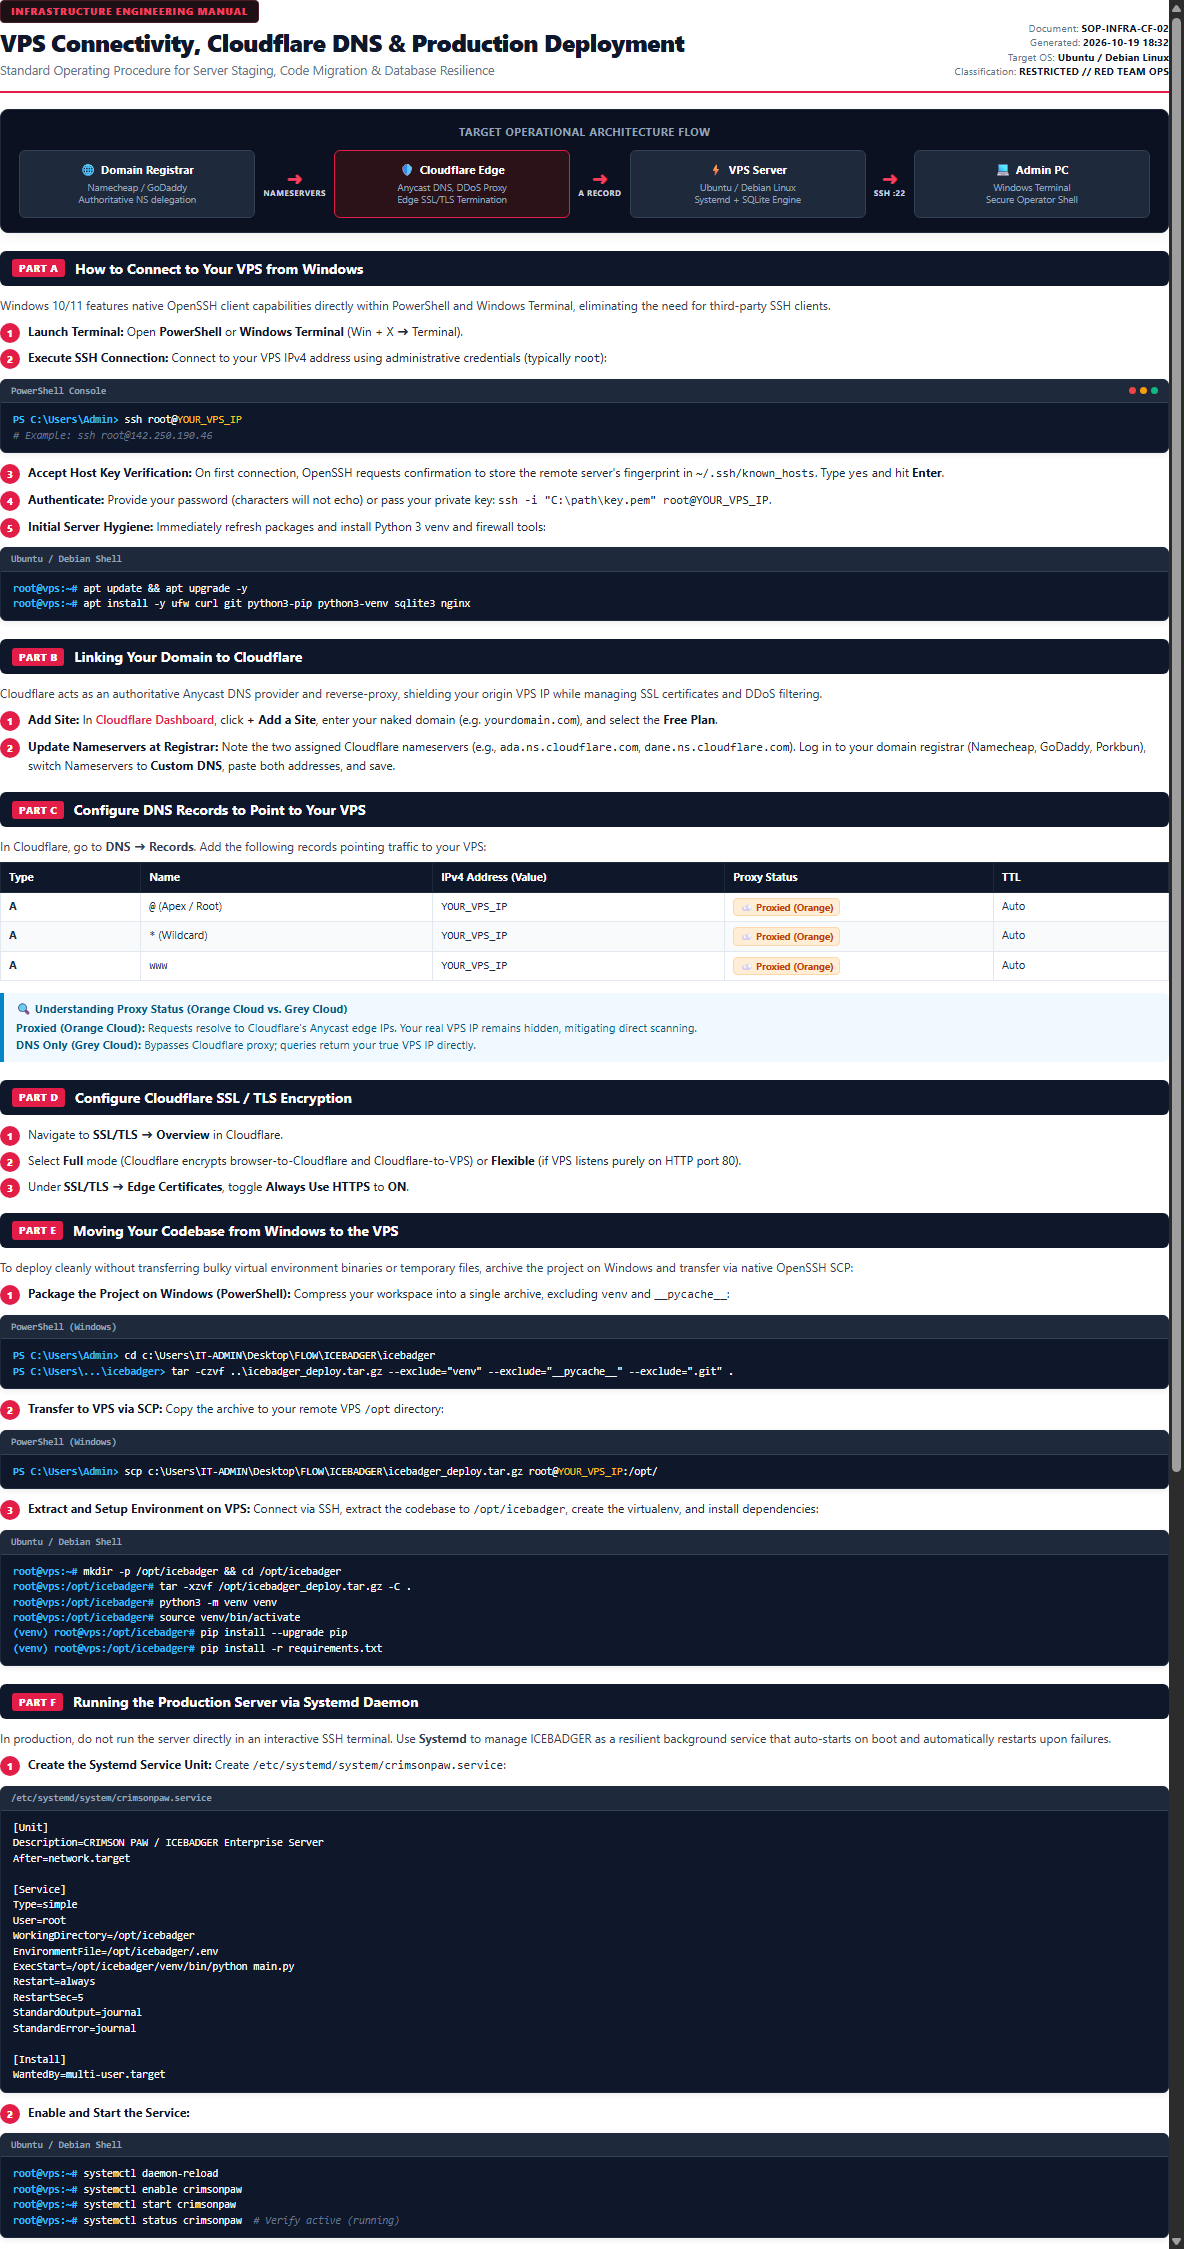 INFRASTRUCTURE ENGINEERING MANUAL
VPS Connectivity, Cloudflare DNS & Production Deployment
Standard Operating Procedure for Server Staging, Code Migration & Database Resilience
Document: SOP-INFRA-CF-02
Generated: 2026-10-19 18:32
Target OS: Ubuntu / Debian Linux
Classification: RESTRICTED // RED TEAM OPS
TARGET OPERATIONAL ARCHITECTURE FLOW
🌐 Domain Registrar
Namecheap / GoDaddy
Authoritative NS delegation
➜
NAMESERVERS
🛡️ Cloudflare Edge
Anycast DNS, DDoS Proxy
Edge SSL/TLS Termination
➜
A RECORD
⚡ VPS Server
Ubuntu / Debian Linux
Systemd + SQLite Engine
➜
SSH :22
💻 Admin PC
Windows Terminal
Secure Operator Shell
PART A How to Connect to Your VPS from Windows
Windows 10/11 features native OpenSSH client capabilities directly within PowerShell and Windows Terminal, eliminating the need for third-party SSH clients.
1 Launch Terminal: Open PowerShell or Windows Terminal (Win + X → Terminal).
2 Execute SSH Connection: Connect to your VPS IPv4 address using administrative credentials (typically root):
PowerShell Console
PS C:\Users\Admin> ssh root@YOUR_VPS_IP
# Example: ssh root@142.250.190.46
3 Accept Host Key Verification: On first connection, OpenSSH requests confirmation to store the remote server's fingerprint in ~/.ssh/known_hosts. Type yes and hit Enter.
4 Authenticate: Provide your password (characters will not echo) or pass your private key: ssh -i "C:\path\key.pem" root@YOUR_VPS_IP.
5 Initial Server Hygiene: Immediately refresh packages and install Python 3 venv and firewall tools:
Ubuntu / Debian Shell
root@vps:~# apt update && apt upgrade -y
root@vps:~# apt install -y ufw curl git python3-pip python3-venv sqlite3 nginx
PART B Linking Your Domain to Cloudflare
Cloudflare acts as an authoritative Anycast DNS provider and reverse-proxy, shielding your origin VPS IP while managing SSL certificates and DDoS filtering.
1 Add Site: In Cloudflare Dashboard, click + Add a Site, enter your naked domain (e.g. yourdomain.com), and select the Free Plan.
2 Update Nameservers at Registrar: Note the two assigned Cloudflare nameservers (e.g., ada.ns.cloudflare.com, dane.ns.cloudflare.com). Log in to your domain registrar (Namecheap, GoDaddy, Porkbun),
switch Nameservers to Custom DNS, paste both addresses, and save.
PART C Configure DNS Records to Point to Your VPS
In Cloudflare, go to DNS → Records. Add the following records pointing traffic to your VPS:
Type Name IPv4 Address (Value) Proxy Status TTL
A @ (Apex / Root) YOUR_VPS_IP ☁️ Proxied (Orange) Auto
A * (Wildcard) YOUR_VPS_IP ☁️ Proxied (Orange) Auto
A www YOUR_VPS_IP ☁️ Proxied (Orange) Auto
🔍 Understanding Proxy Status (Orange Cloud vs. Grey Cloud)
Proxied (Orange Cloud): Requests resolve to Cloudflare's Anycast edge IPs. Your real VPS IP remains hidden, mitigating direct scanning.
DNS Only (Grey Cloud): Bypasses Cloudflare proxy; queries return your true VPS IP directly.
PART D Configure Cloudflare SSL / TLS Encryption
1 Navigate to SSL/TLS → Overview in Cloudflare.
2 Select Full mode (Cloudflare encrypts browser-to-Cloudflare and Cloudflare-to-VPS) or Flexible (if VPS listens purely on HTTP port 80).
3 Under SSL/TLS → Edge Certificates, toggle Always Use HTTPS to ON.
PART E Moving Your Codebase from Windows to the VPS
To deploy cleanly without transferring bulky virtual environment binaries or temporary files, archive the project on Windows and transfer via native OpenSSH SCP:
1 Package the Project on Windows (PowerShell): Compress your workspace into a single archive, excluding venv and __pycache__:
PowerShell (Windows)
PS C:\Users\Admin> cd c:\Users\IT-ADMIN\Desktop\FLOW\ICEBADGER\icebadger
PS C:\Users\...\icebadger> tar -czvf ..\icebadger_deploy.tar.gz --exclude="venv" --exclude="__pycache__" --exclude=".git" .
2 Transfer to VPS via SCP: Copy the archive to your remote VPS /opt directory:
PowerShell (Windows)
PS C:\Users\Admin> scp c:\Users\IT-ADMIN\Desktop\FLOW\ICEBADGER\icebadger_deploy.tar.gz root@YOUR_VPS_IP:/opt/
3 Extract and Setup Environment on VPS: Connect via SSH, extract the codebase to /opt/icebadger, create the virtualenv, and install dependencies:
Ubuntu / Debian Shell
root@vps:~# mkdir -p /opt/icebadger && cd /opt/icebadger
root@vps:/opt/icebadger# tar -xzvf /opt/icebadger_deploy.tar.gz -C .
root@vps:/opt/icebadger# python3 -m venv venv
root@vps:/opt/icebadger# source venv/bin/activate
(venv) root@vps:/opt/icebadger# pip install --upgrade pip
(venv) root@vps:/opt/icebadger# pip install -r requirements.txt
PART F Running the Production Server via Systemd Daemon
In production, do not run the server directly in an interactive SSH terminal. Use Systemd to manage ICEBADGER as a resilient background service that auto-starts on boot and automatically restarts upon failures.
1 Create the Systemd Service Unit: Create /etc/systemd/system/crimsonpaw.service:
/etc/systemd/system/crimsonpaw.service
[Unit]
Description=CRIMSON PAW / ICEBADGER Enterprise Server
After=network.target
[Service]
Type=simple
User=root
WorkingDirectory=/opt/icebadger
EnvironmentFile=/opt/icebadger/.env
ExecStart=/opt/icebadger/venv/bin/python main.py
Restart=always
RestartSec=5
StandardOutput=journal
StandardError=journal
[Install]
WantedBy=multi-user.target
2 Enable and Start the Service:
Ubuntu / Debian Shell
root@vps:~# systemctl daemon-reload
root@vps:~# systemctl enable crimsonpaw
root@vps:~# systemctl start crimsonpaw
root@vps:~# systemctl status crimsonpaw # Verify active (running)